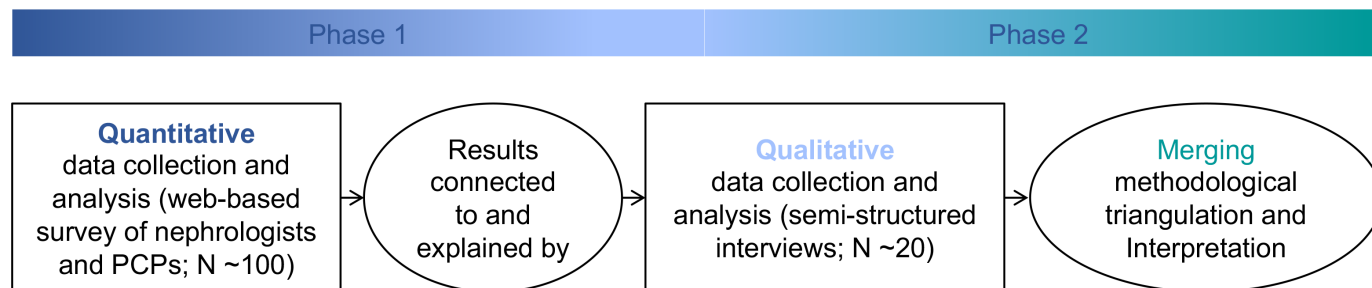 Phase 1
Phase 2
Quantitative
data collection and
analysis (web-based
survey of nephrologists
and PCPs; N ~100)
Results
connected
to and
explained by
Qualitative
data collection and
analysis (semi-structured
interviews; N ~20)
Merging
methodological
triangulation and
Interpretation